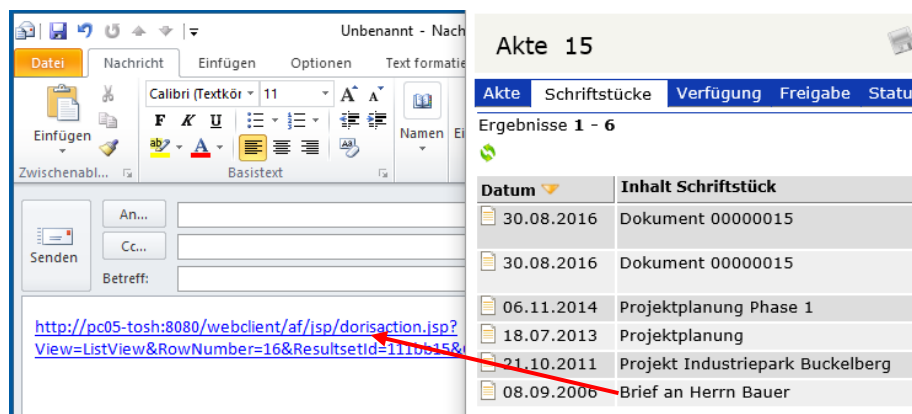 Unbenannt - Nach
Datei Nachricht Einfügen Optionen Text formatie
Calibri (Textkör 11 A A
Einfügen F K U Namen Ei
ab A
Zwischenabl... Basistext
An...
Senden Cc...
Betreff:
http://pc05-tosh:8080/webclient/af/jsp/dorisaction.jsp?
View=ListView&RowNumber=16&ResultsetId=111bb15&
Akte 15
Akte Schriftstücke Verfügung Freigabe Statu
Ergebnisse 1 - 6
Datum Inhalt Schriftstück
30.08.2016 Dokument 00000015
30.08.2016 Dokument 00000015
06.11.2014 Projektplanung Phase 1
18.07.2013 Projektplanung
21.10.2011 Projekt Industriepark Buckelberg
08.09.2006 Brief an Herrn Bauer